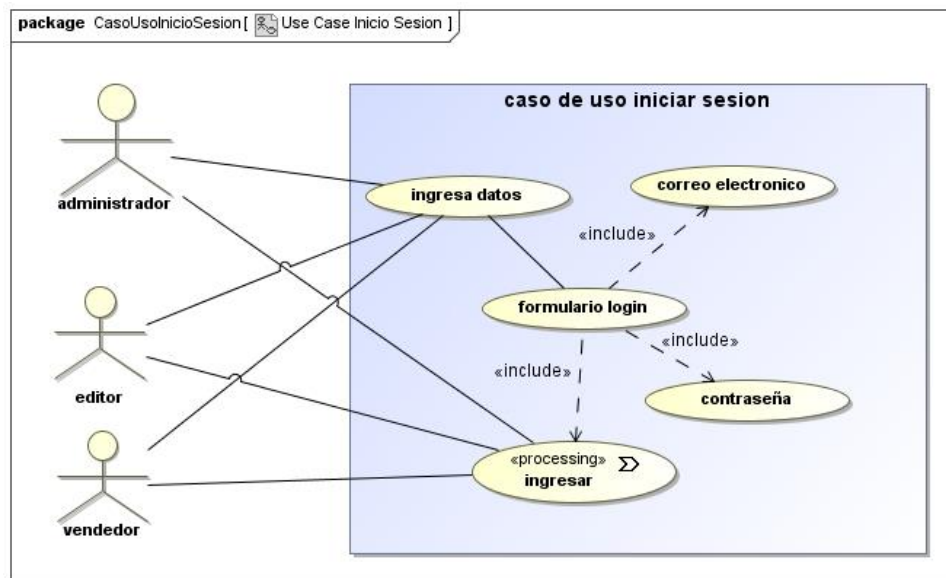 package CasoUsoInicioSesion [ Use Case Inicio Sesion ]
caso de uso iniciar sesion
administrador
ingresa datos
correo electronico
«include»
formulario login
editor
«include»
«include»
contraseña
«processing»
ingresar
vendedor